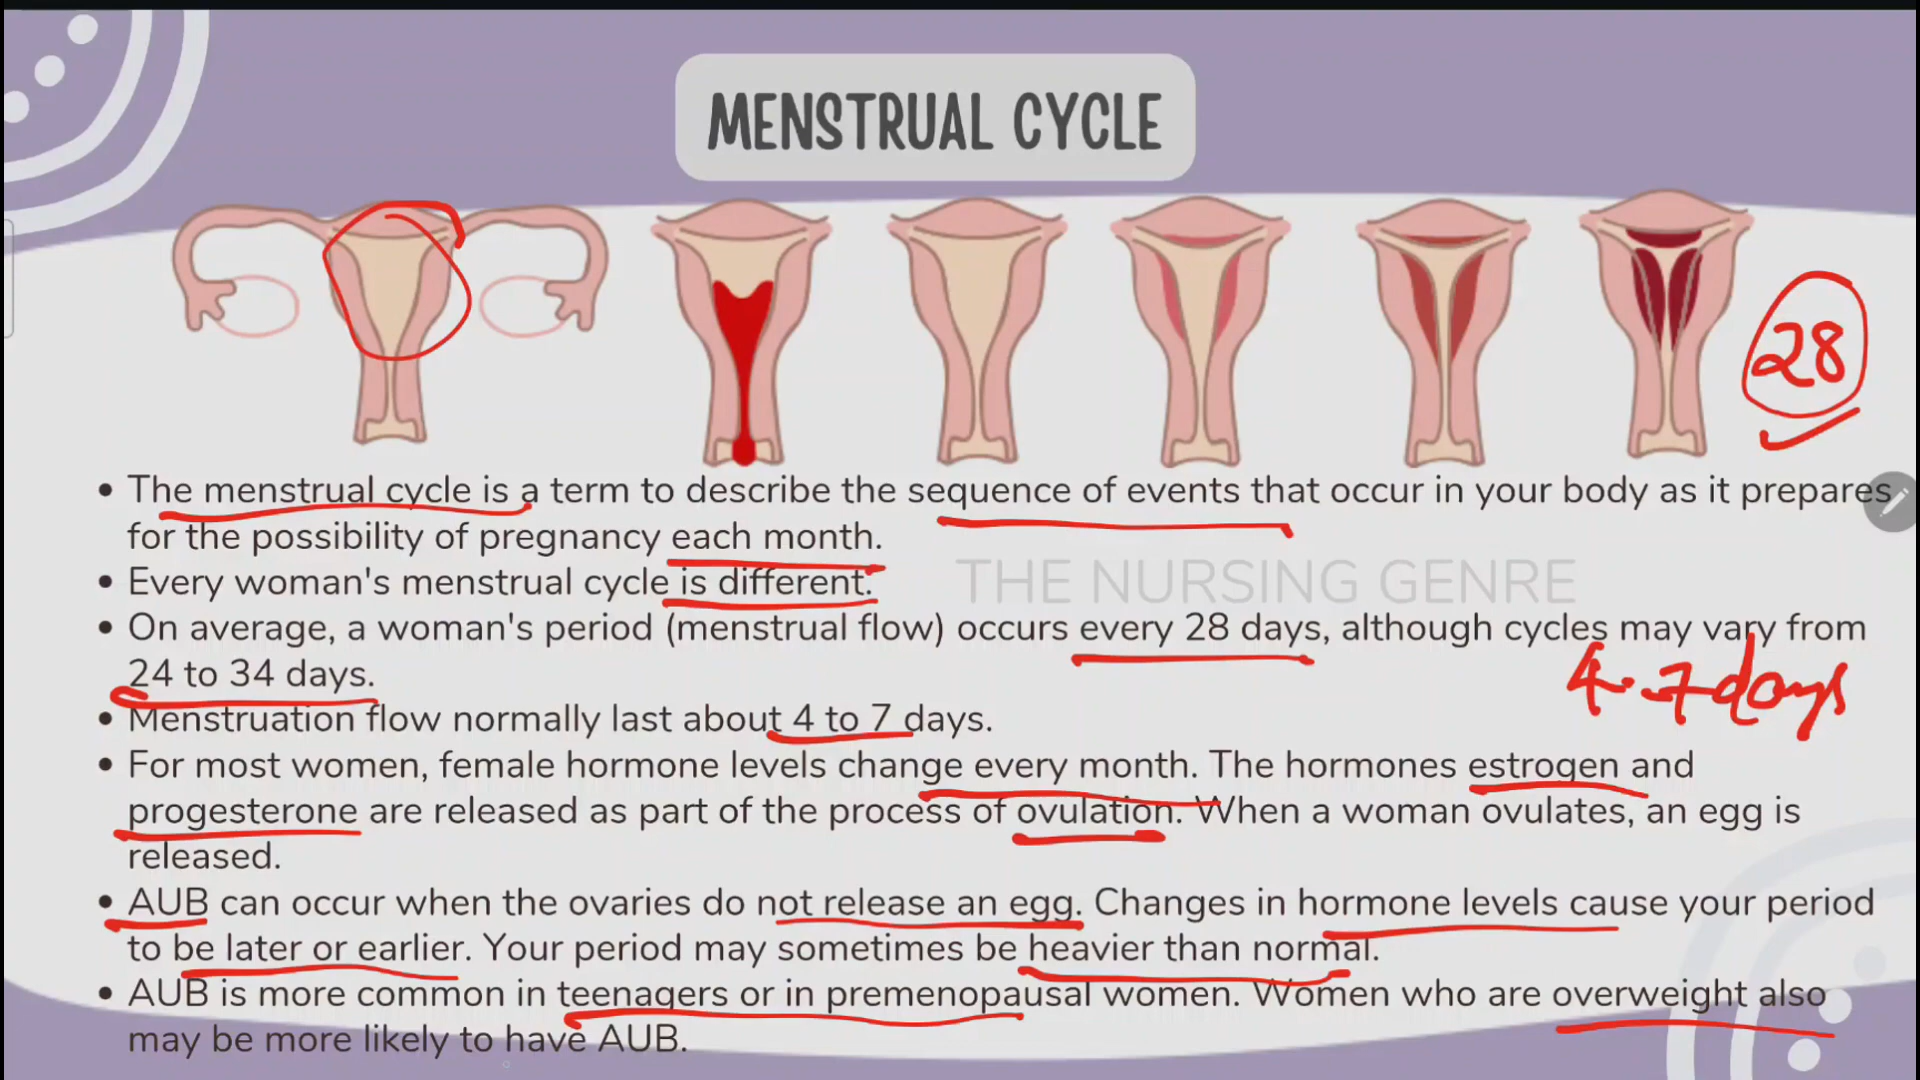 MENSTRUAL CYCLE
28
• The menstrual cycle is a term to describe the sequence of events that occur in your body as it prepares
for the possibility of pregnancy each month.
• Every woman's menstrual cycle is different.
THE NURSING GENRE
• On average, a woman's period (menstrual flow) occurs every 28 days, although cycles may vary from
24 to 34 days.
4-7 days
• Menstruation flow normally last about 4 to 7 days.
• For most women, female hormone levels change every month. The hormones estrogen and
progesterone are released as part of the process of ovulation. When a woman ovulates, an egg is
released.
• AUB can occur when the ovaries do not release an egg. Changes in hormone levels cause your period
to be later or earlier. Your period may sometimes be heavier than normal.
• AUB is more common in teenagers or in premenopausal women. Women who are overweight also
may be more likely to have AUB.